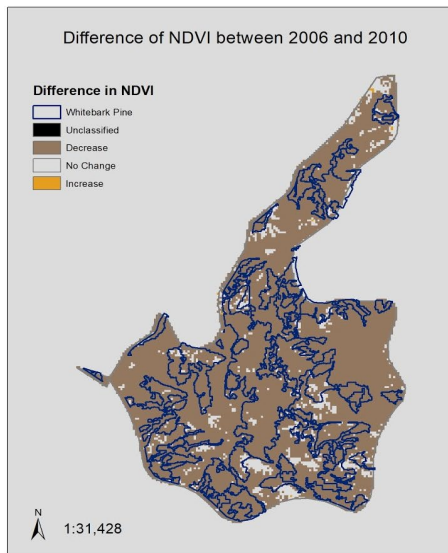 Difference of NDVI between 2006 and 2010
Difference in NDVI
Whitebark Pine
Unclassified
Decrease
No Change
Increase
N
1:31,428